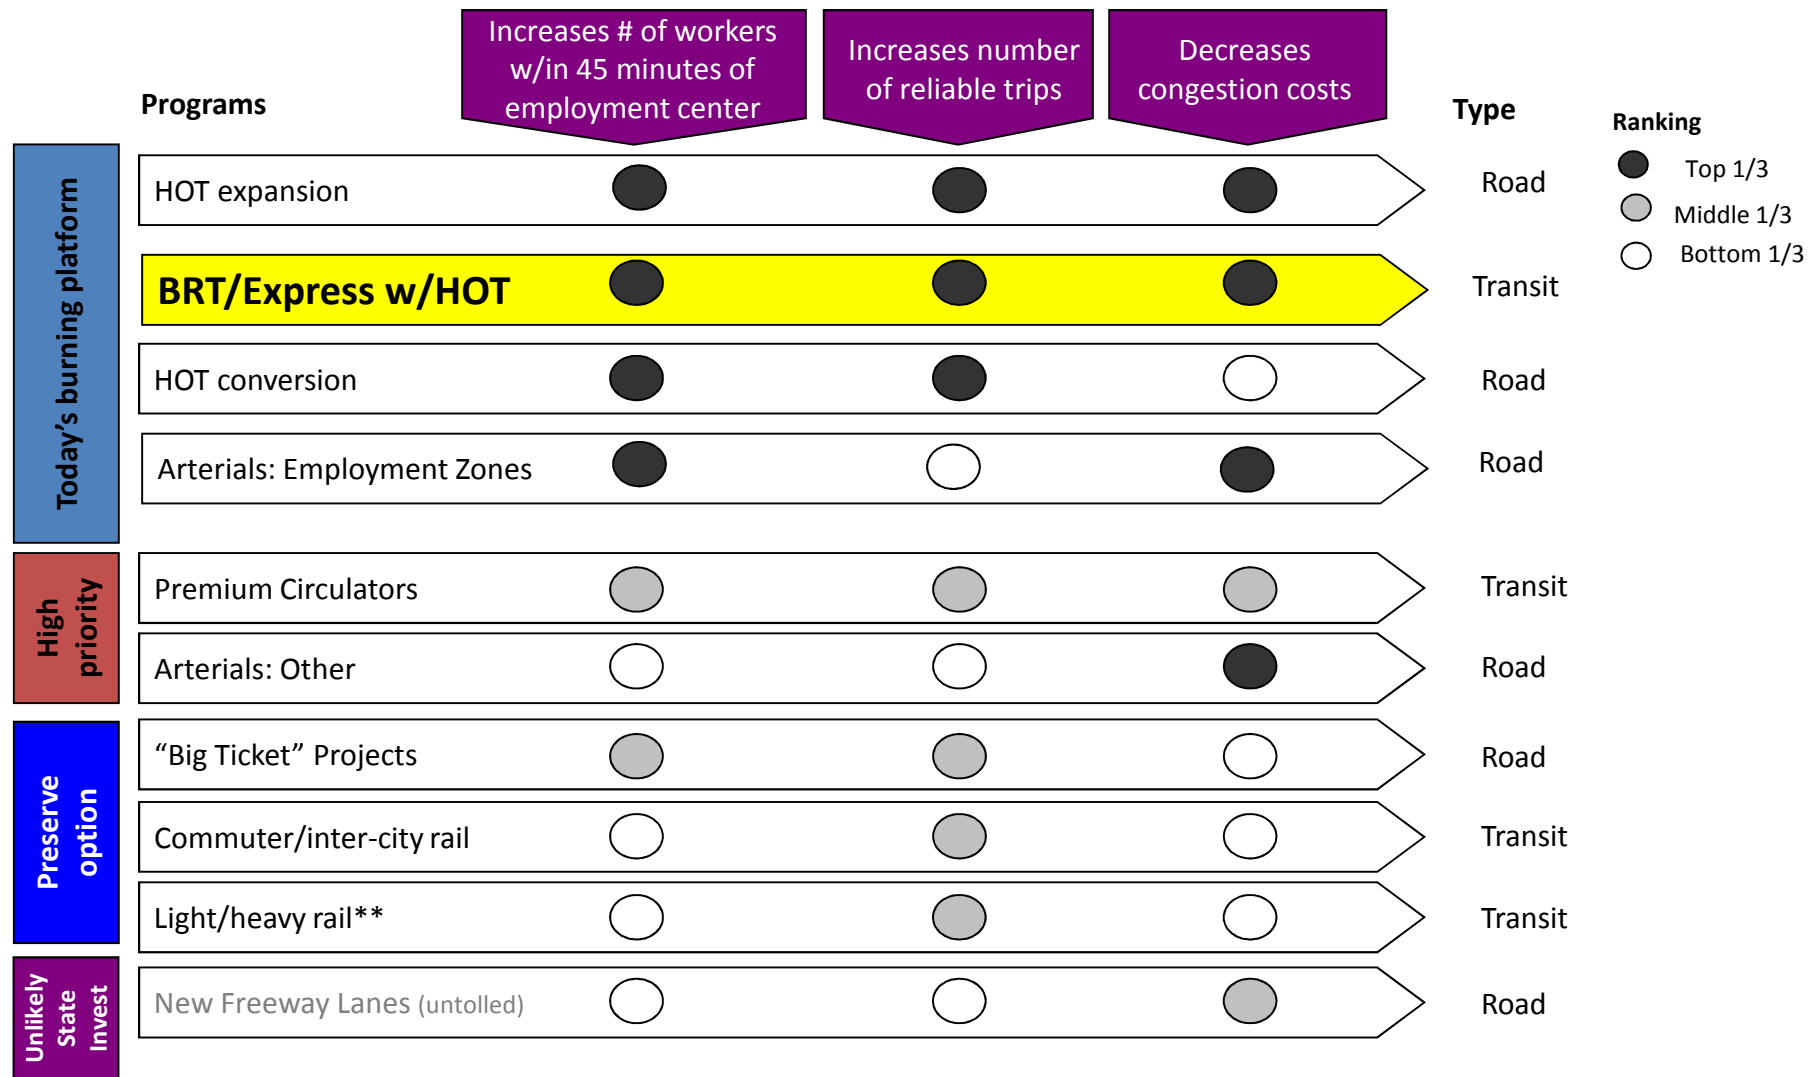 Increases # of workers
w/in 45 minutes of
employment center
Increases number
of reliable trips
Decreases
congestion costs
Programs
Type
Ranking
Top 1/3
Middle 1/3
Bottom 1/3
Today's burning platform
HOT expansion
Road
BRT/Express w/HOT
Transit
HOT conversion
Road
Arterials: Employment Zones
Road
High
priority
Premium Circulators
Transit
Arterials: Other
Road
Preserve
option
“Big Ticket” Projects
Road
Commuter/inter-city rail
Transit
Light/heavy rail**
Transit
Unlikely
State
Invest
New Freeway Lanes (untolled)
Road